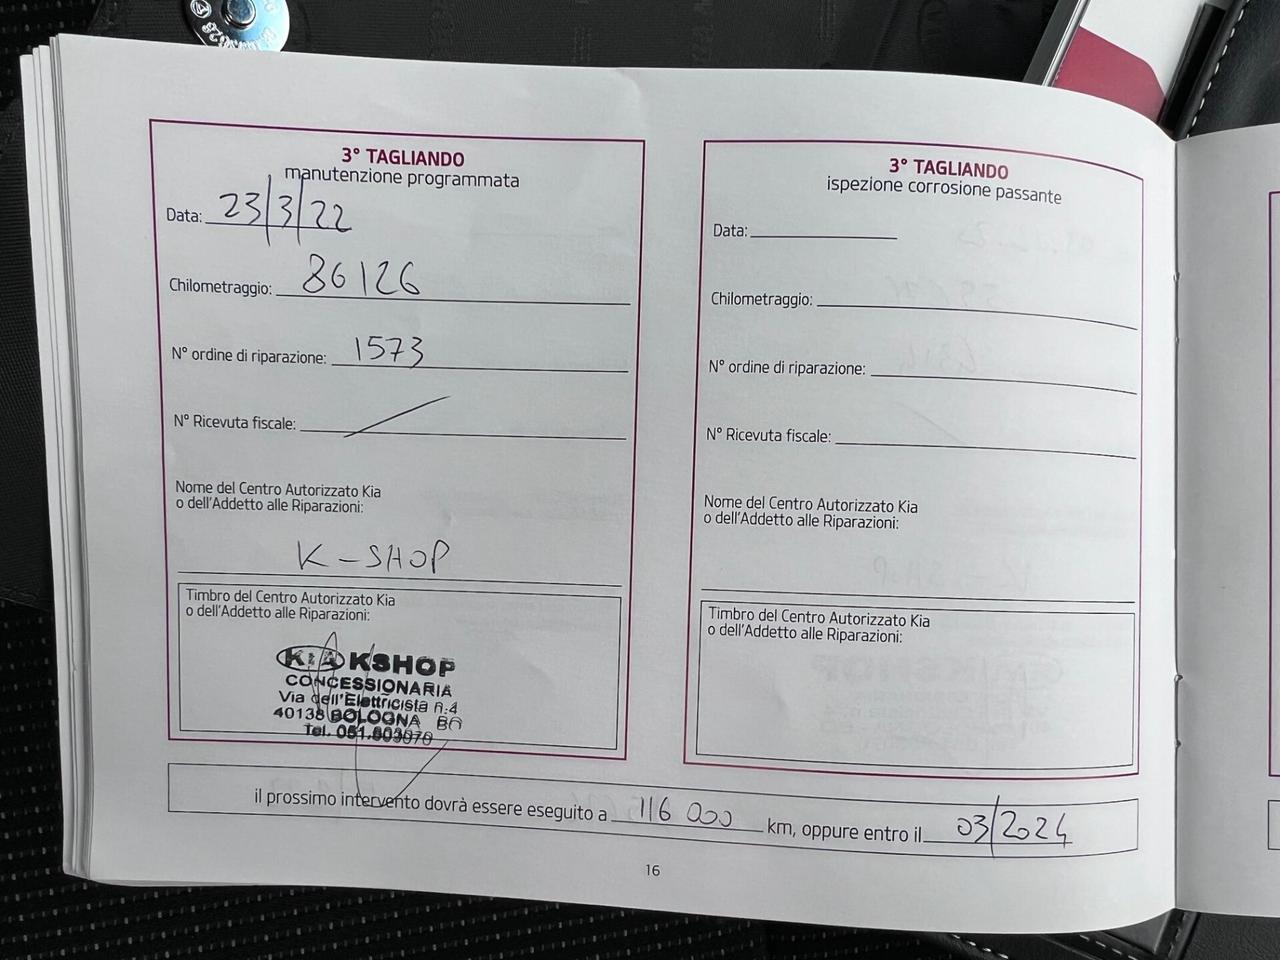 3° TAGLIANDO
manutenzione programmata
Data: 23/3/22
Chilometraggio: 86126
N° ordine di riparazione: 1573
N° Ricevuta fiscale: /
Nome del Centro Autorizzato Kia
o dell'Addetto alle Riparazioni:
K-SHOP
Timbro del Centro Autorizzato Kia
o dell'Addetto alle Riparazioni:
KIA KSHOP
CONCESSIONARIA
Via dell'Elettricista n.4
40138 BOLOGNA BO
Tel. 051.603070
3° TAGLIANDO
ispezione corrosione passante
Data:
Chilometraggio:
N° ordine di riparazione:
N° Ricevuta fiscale:
Nome del Centro Autorizzato Kia
o dell'Addetto alle Riparazioni:
Timbro del Centro Autorizzato Kia
o dell'Addetto alle Riparazioni:
il prossimo intervento dovrà essere eseguito a 116 000 km, oppure entro il 03/2024
16